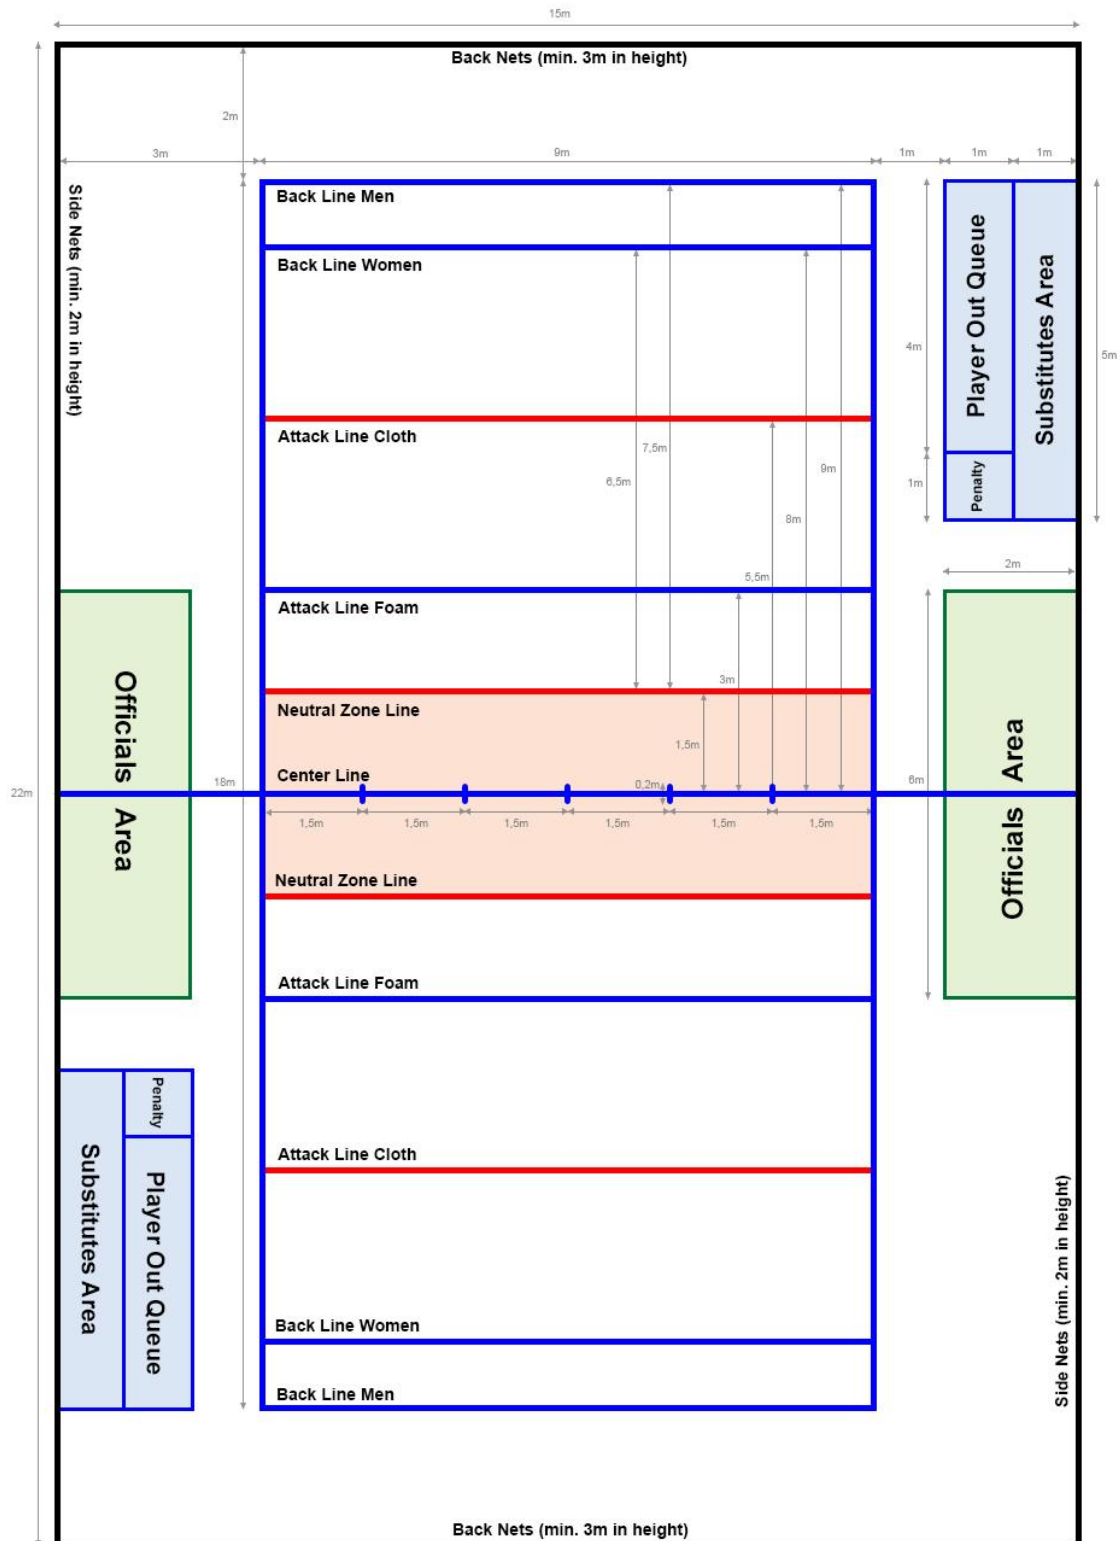 15m
Back Nets (min. 3m in height)
2m
3m
9m
1m
1m
1m
Side Nets (min. 2m in height)
Back Line Men
Back Line Women
Player Out Queue
Substitutes Area
4m
5m
Attack Line Cloth
7,5m
6,5m
9m
1m
Penalty
8m
2m
5,5m
Attack Line Foam
Officials Area
3m
Neutral Zone Line
1,5m
Center Line
22m
18m
0,2m
6m
Officials Area
1,5m
1,5m
1,5m
1,5m
1,5m
1,5m
Neutral Zone Line
Attack Line Foam
Penalty
Substitutes Area
Player Out Queue
Attack Line Cloth
Side Nets (min. 2m in height)
Back Line Women
Back Line Men
Back Nets (min. 3m in height)